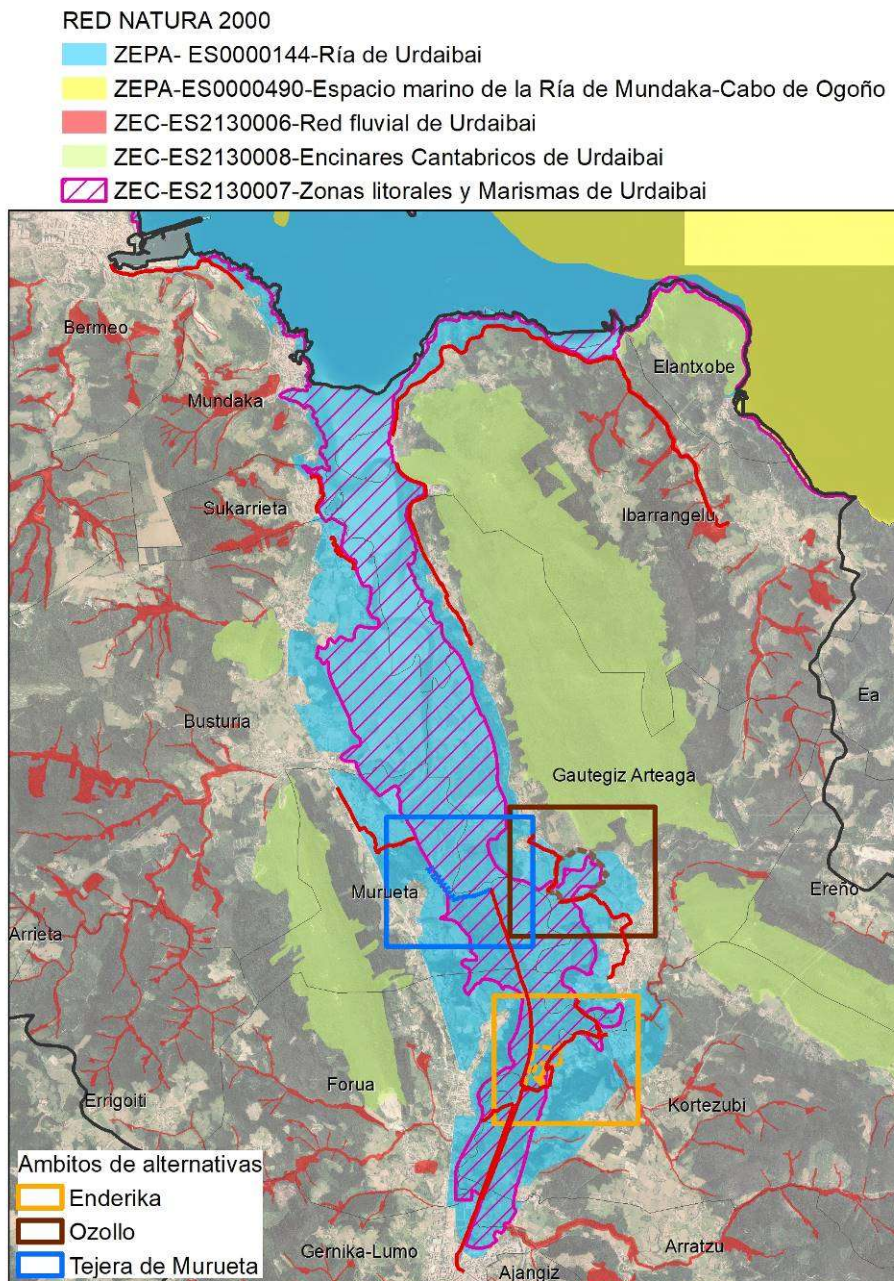 RED NATURA 2000
ZEPA- ES0000144-Ría de Urdaibai
ZEPA-ES0000490-Espacio marino de la Ría de Mundaka-Cabo de Ogoño
ZEC-ES2130006-Red fluvial de Urdaibai
ZEC-ES2130008-Encinares Cantabricos de Urdaibai
ZEC-ES2130007-Zonas litorales y Marismas de Urdaibai
Bermeo
Elantxobe
Mundaka
Sukarrieta
Ibarrangelu
Ea
Busturia
Gautegiz Arteaga
Murueta
Ereño
Arrieta
Forua
Kortezubi
Errigoiti
Ambitos de alternativas
Enderika
Ozollo
Tejera de Murueta
Gernika-Lumo
Arratzu
Ajangiz